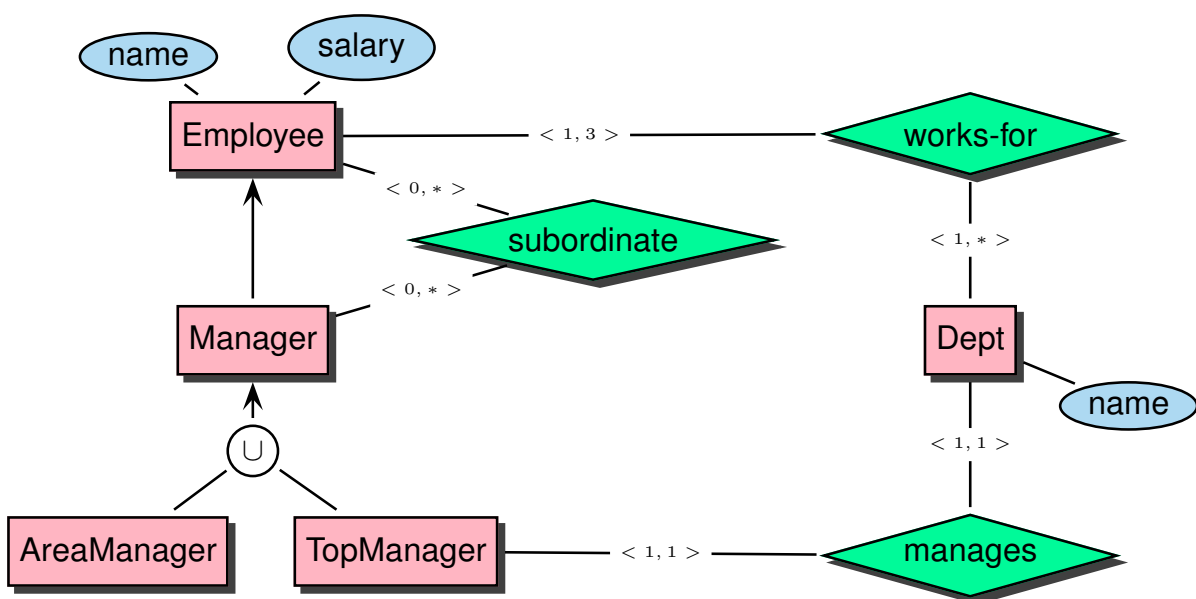 name
salary
Employee
< 1, 3 >
works-for
< 0, * >
subordinate
< 1, * >
< 0, * >
Manager
Dept
name
∪
< 1, 1 >
AreaManager
TopManager
< 1, 1 >
manages